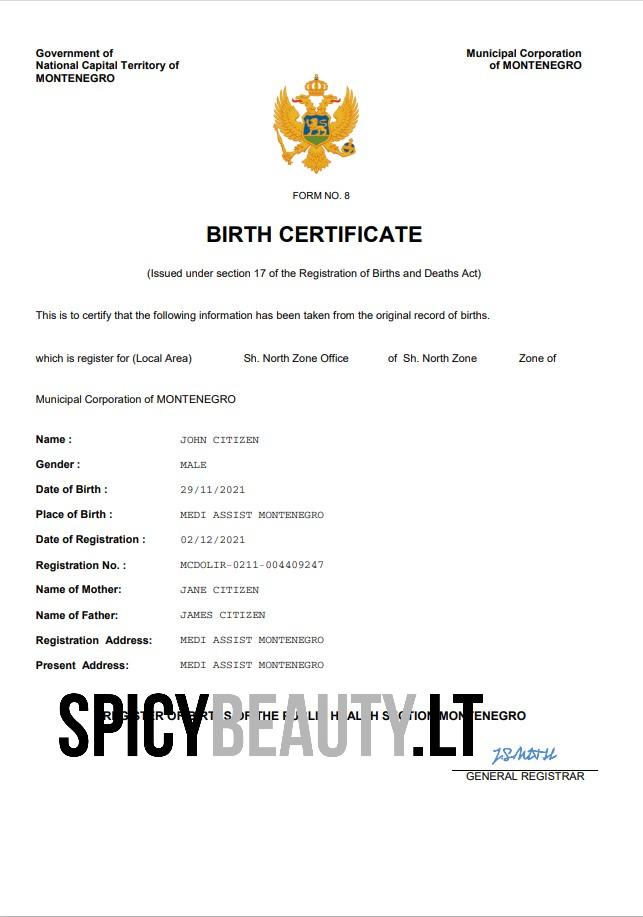 Government of
National Capital Territory of
MONTENEGRO
Municipal Corporation
of MONTENEGRO
FORM NO. 8
BIRTH CERTIFICATE
(Issued under section 17 of the Registration of Births and Deaths Act)
This is to certify that the following information has been taken from the original record of births.
which is register for (Local Area) Sh. North Zone Office of Sh. North Zone Zone of
Municipal Corporation of MONTENEGRO
Name : JOHN CITIZEN
Gender : MALE
Date of Birth : 29/11/2021
Place of Birth : MEDI ASSIST MONTENEGRO
Date of Registration : 02/12/2021
Registration No. : MCDOLIR-0211-004409247
Name of Mother: JANE CITIZEN
Name of Father: JAMES CITIZEN
Registration Address: MEDI ASSIST MONTENEGRO
Present Address: MEDI ASSIST MONTENEGRO
SPICYBEAUTY.LT
OF THE HEALTH SECTION MONTENEGRO
GENERAL REGISTRAR